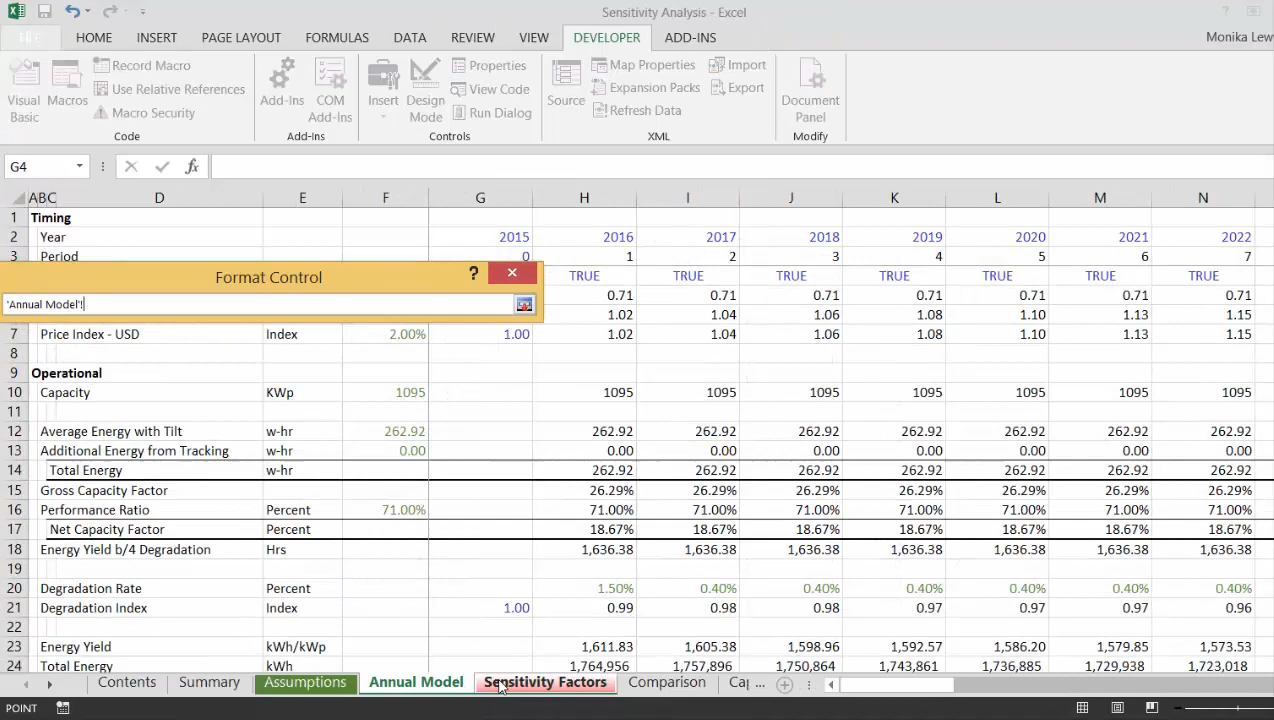 Sensitivity Analysis - Excel
HOME INSERT PAGE LAYOUT FORMULAS DATA REVIEW VIEW DEVELOPER ADD-INS Monika Lew
Visual Basic
Macros
Record Macro
Use Relative References
Macro Security
Code
Add-Ins
COM Add-Ins
Add-Ins
Insert
Design Mode
Properties
View Code
Run Dialog
Controls
Source
Map Properties
Expansion Packs
Refresh Data
Import
Export
XML
Document Panel
Modify
G4 fx
A B C D E F G H I J K L M N
1 Timing
2 Year 2015 2016 2017 2018 2019 2020 2021 2022
3 Period 0 1 2 3 4 5 6 7
Format Control ?
'Annual Model'!
TRUE TRUE TRUE TRUE TRUE TRUE TRUE
0.71 0.71 0.71 0.71 0.71 0.71 0.71
1.02 1.04 1.06 1.08 1.10 1.13 1.15
7 Price Index - USD Index 2.00% 1.00 1.02 1.04 1.06 1.08 1.10 1.13 1.15
8
9 Operational
10 Capacity KWp 1095 1095 1095 1095 1095 1095 1095 1095
11
12 Average Energy with Tilt w-hr 262.92 262.92 262.92 262.92 262.92 262.92 262.92 262.92
13 Additional Energy from Tracking w-hr 0.00 0.00 0.00 0.00 0.00 0.00 0.00 0.00
14 Total Energy w-hr 262.92 262.92 262.92 262.92 262.92 262.92 262.92
15 Gross Capacity Factor 26.29% 26.29% 26.29% 26.29% 26.29% 26.29% 26.29%
16 Performance Ratio Percent 71.00% 71.00% 71.00% 71.00% 71.00% 71.00% 71.00% 71.00%
17 Net Capacity Factor Percent 18.67% 18.67% 18.67% 18.67% 18.67% 18.67% 18.67%
18 Energy Yield b/4 Degradation Hrs 1,636.38 1,636.38 1,636.38 1,636.38 1,636.38 1,636.38 1,636.38
19
20 Degradation Rate Percent 1.50% 0.40% 0.40% 0.40% 0.40% 0.40% 0.40%
21 Degradation Index Index 1.00 0.99 0.98 0.98 0.97 0.97 0.97 0.96
22
23 Energy Yield kWh/kWp 1,611.83 1,605.38 1,598.96 1,592.57 1,586.20 1,579.85 1,573.53
24 Total Energy kWh 1,764,956 1,757,896 1,750,864 1,743,861 1,736,885 1,729,938 1,723,018
Contents Summary Assumptions Annual Model Sensitivity Factors Comparison Cap ...
POINT